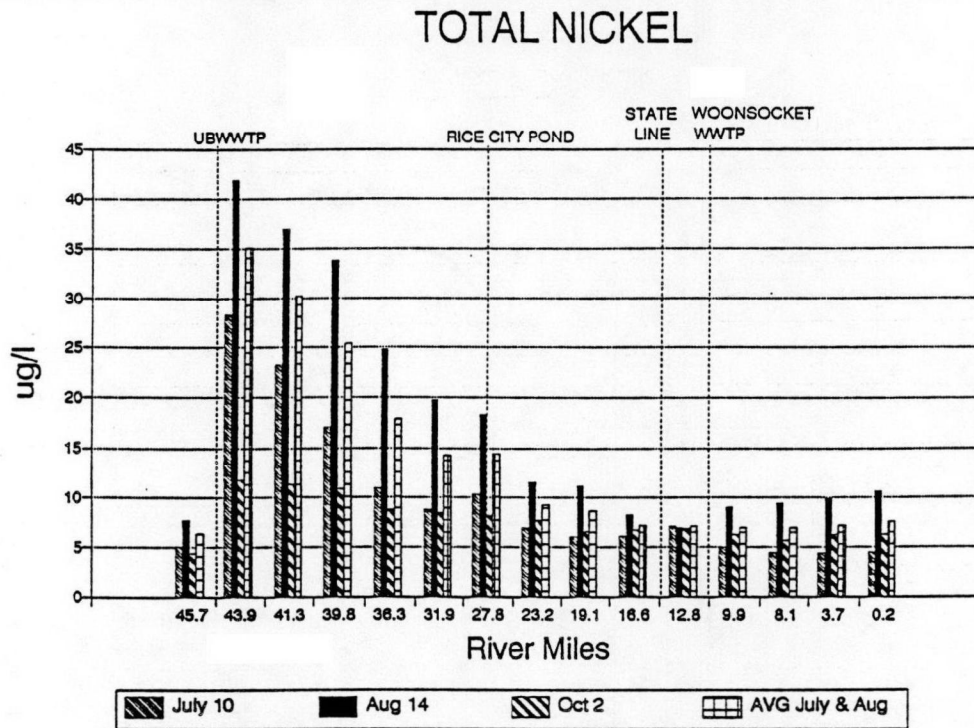 TOTAL NICKEL
STATE WOONSOCKET
UBWWTP RICE CITY POND LINE WWTP
45
40
35
30
25
20
15
10
5
0
ug/l
45.7 43.9 41.3 39.8 36.3 31.9 27.8 23.2 19.1 16.6 12.8 9.9 8.1 3.7 0.2
River Miles
July 10 Aug 14 Oct 2 AVG July & Aug